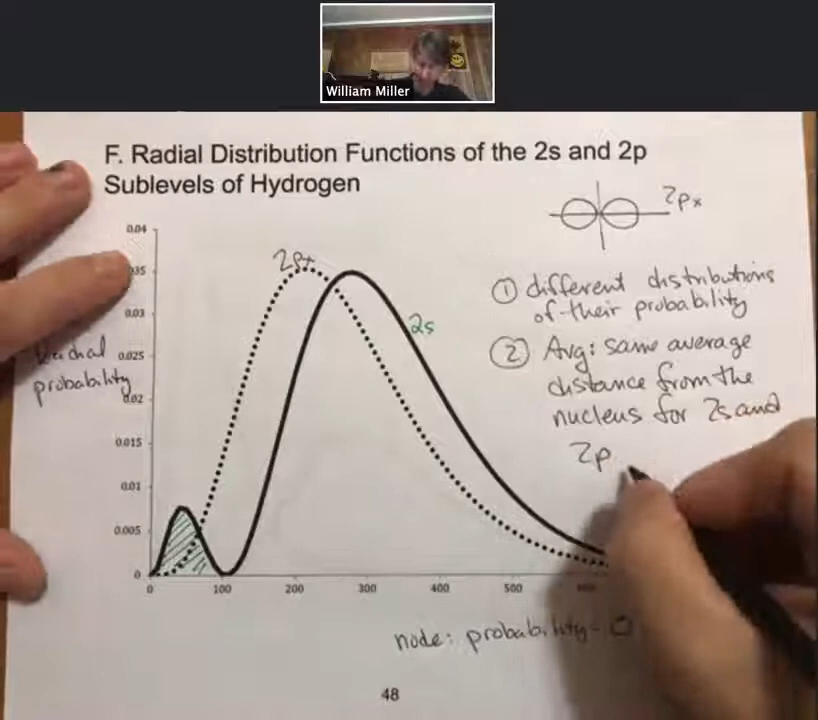 William Miller
F. Radial Distribution Functions of the 2s and 2p
Sublevels of Hydrogen
2px
0.04
0.03
0.025
0.02
0.015
0.01
0.005
0
0
100
200
300
400
500
Radial
probability
2p
2s
① different distributions
of their probability
② Avg: same average
distance from the
nucleus for 2s and
2p
node: probability = 0
48